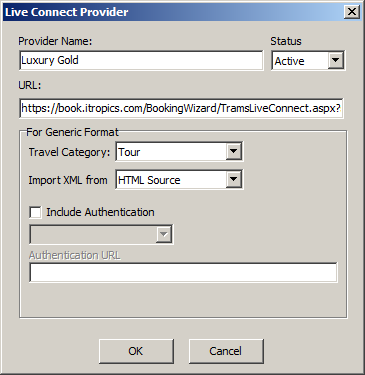 Live Connect Provider
Provider Name: Status
Luxury Gold Active
URL:
https://book.itropics.com/BookingWizard/TramsLiveConnect.aspx?
For Generic Format
Travel Category: Tour
Import XML from HTML Source
Include Authentication
Authentication URL
OK Cancel